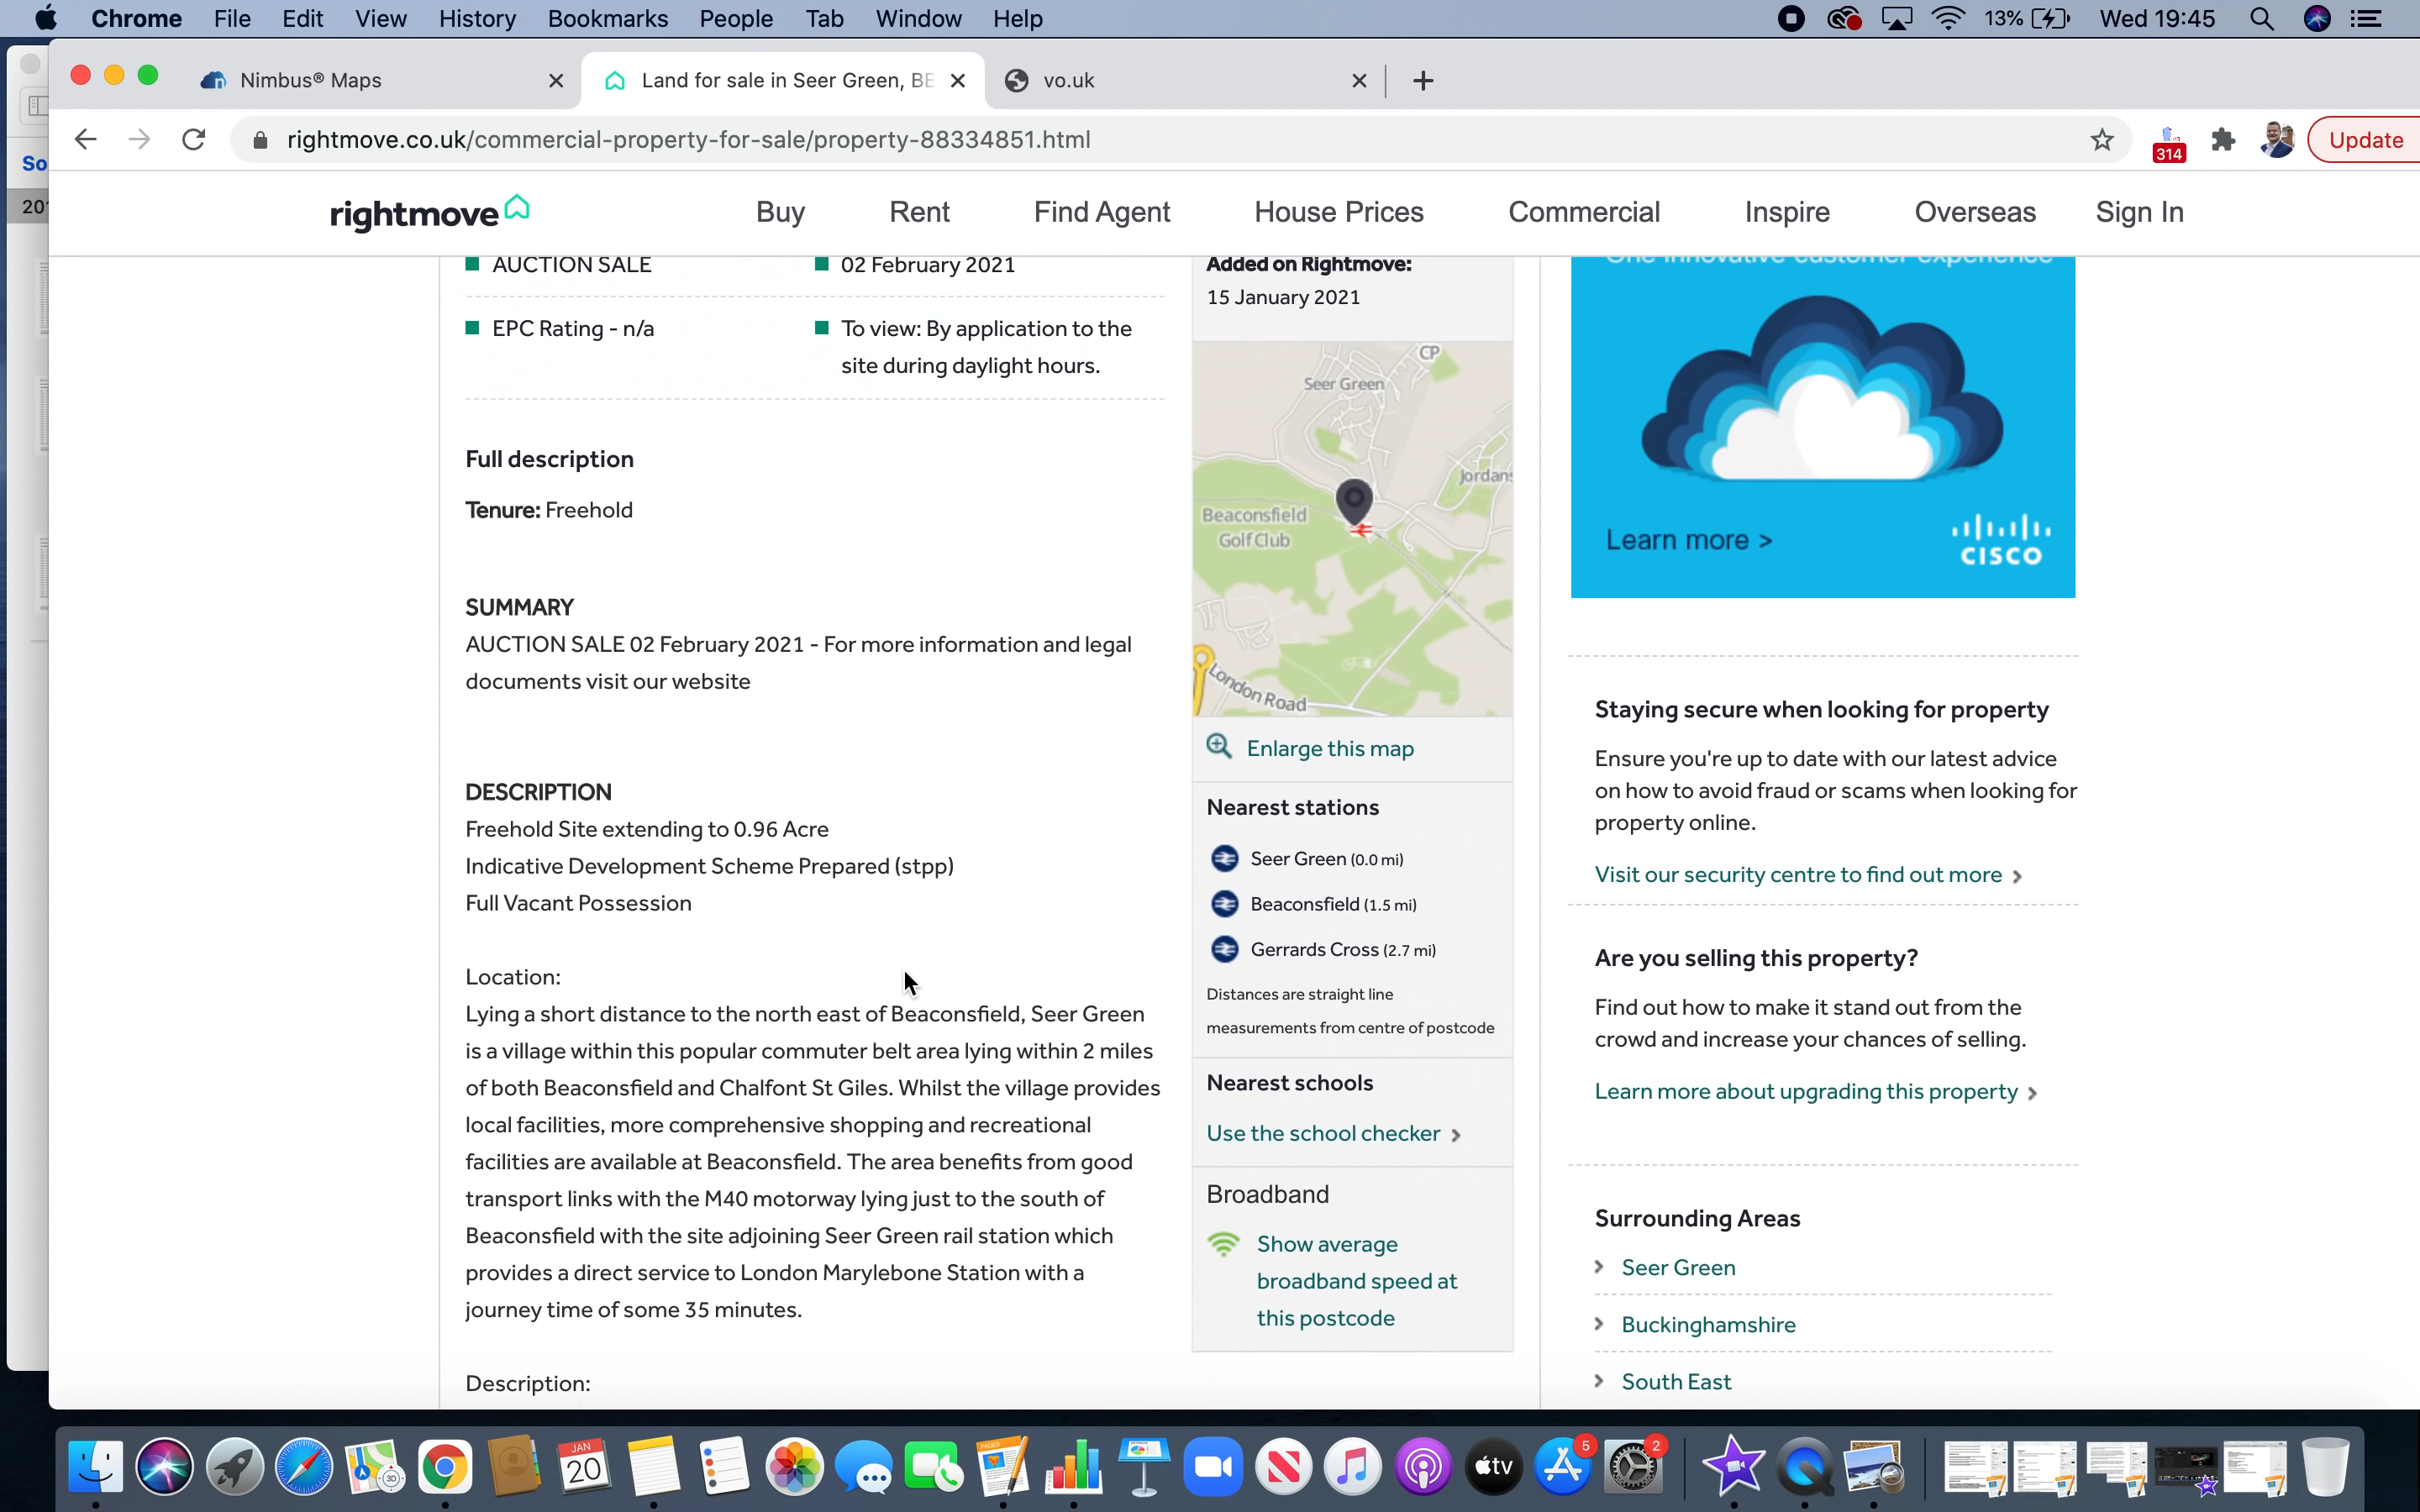 Chrome File Edit View History Bookmarks People Tab Window Help 13% Wed 19:45
Nimbus® Maps
Land for sale in Seer Green, BE
vo.uk
So
rightmove.co.uk/commercial-property-for-sale/property-88334851.html
314
Update
201
rightmove Buy Rent Find Agent House Prices Commercial Inspire Overseas Sign In
AUCTION SALE
02 February 2021
EPC Rating - n/a
To view: By application to the
site during daylight hours.
Full description
Tenure: Freehold
SUMMARY
AUCTION SALE 02 February 2021 - For more information and legal
documents visit our website
DESCRIPTION
Freehold Site extending to 0.96 Acre
Indicative Development Scheme Prepared (stpp)
Full Vacant Possession
Location:
Lying a short distance to the north east of Beaconsfield, Seer Green
is a village within this popular commuter belt area lying within 2 miles
of both Beaconsfield and Chalfont St Giles. Whilst the village provides
local facilities, more comprehensive shopping and recreational
facilities are available at Beaconsfield. The area benefits from good
transport links with the M40 motorway lying just to the south of
Beaconsfield with the site adjoining Seer Green rail station which
provides a direct service to London Marylebone Station with a
journey time of some 35 minutes.
Description:
Added on Rightmove:
15 January 2021
CP
Seer Green
Jordans
Beaconsfield
Golf Club
London Road
Enlarge this map
Nearest stations
Seer Green (0.0 mi)
Beaconsfield (1.5 mi)
Gerrards Cross (2.7 mi)
Distances are straight line
measurements from centre of postcode
Nearest schools
Use the school checker
Broadband
Show average
broadband speed at
this postcode
One innovative customer experience
Learn more >
CISCO
Staying secure when looking for property
Ensure you're up to date with our latest advice
on how to avoid fraud or scams when looking for
property online.
Visit our security centre to find out more
Are you selling this property?
Find out how to make it stand out from the
crowd and increase your chances of selling.
Learn more about upgrading this property
Surrounding Areas
Seer Green
Buckinghamshire
South East
3D
JAN
20
PAGES
tv
5
2